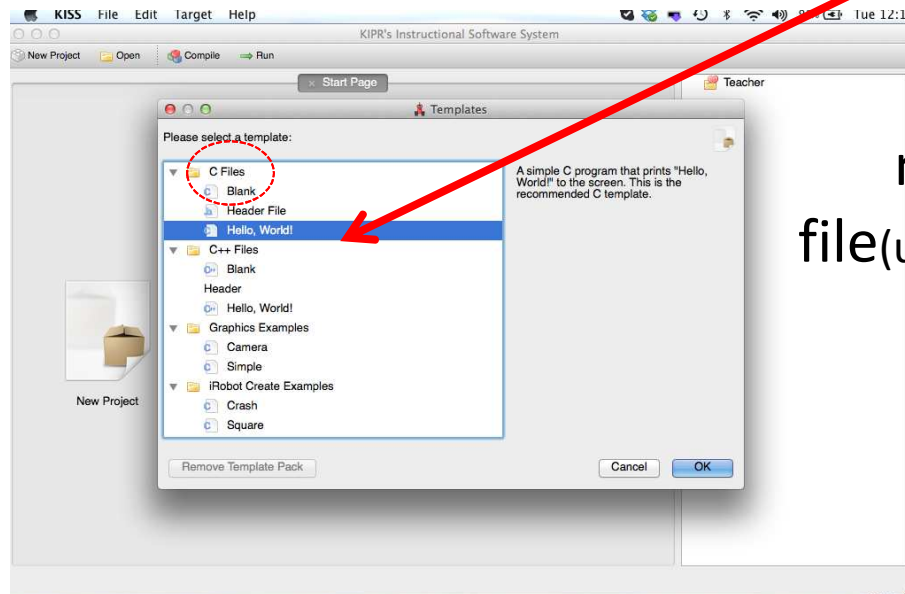 KISS File Edit Target Help Tue 12:1
KIPR's Instructional Software System
New Project Open Compile Run
Start Page
Teacher
Templates
Please select a template:
C Files
Blank
Header File
Hello, World!
C++ Files
Blank
Header
Hello, World!
Graphics Examples
Camera
Simple
iRobot Create Examples
Crash
Square
A simple C program that prints "Hello,
World!" to the screen. This is the
recommended C template.
file(u
New Project
Remove Template Pack Cancel OK